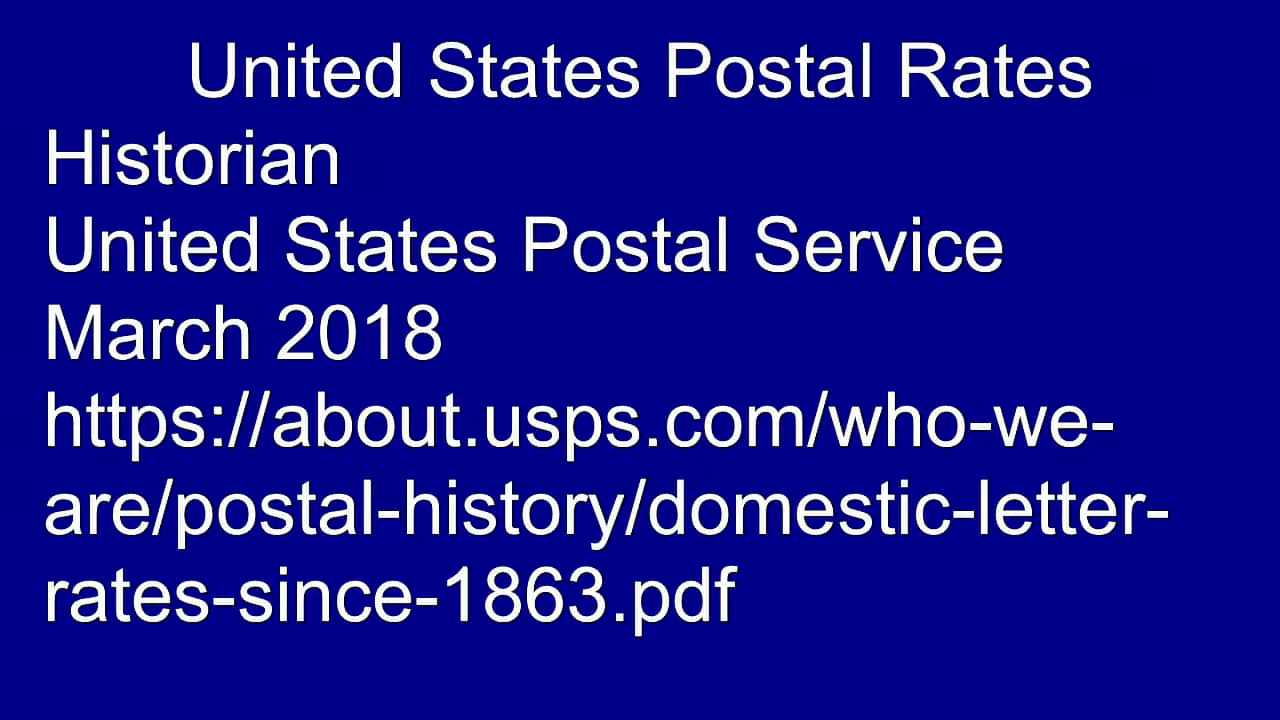 United States Postal Rates
Historian
United States Postal Service
March 2018
https://about.usps.com/who-we-
are/postal-history/domestic-letter-
rates-since-1863.pdf